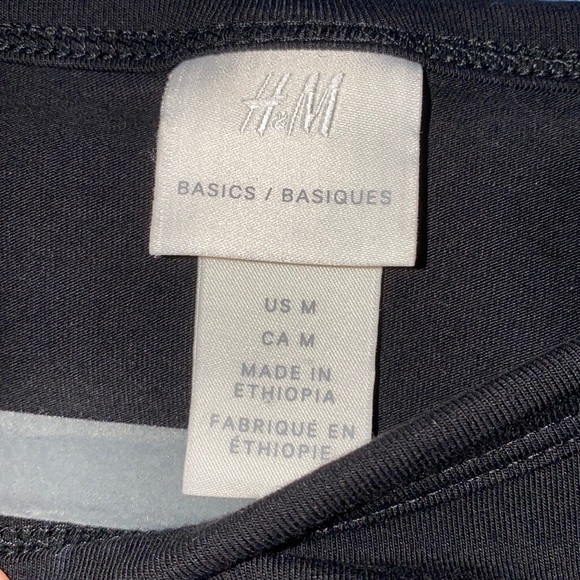 H&M
BASICS / BASIQUES
US M
CA M
MADE IN
ETHIOPIA
FABRIQUÉ EN
ÉTHIOPIE